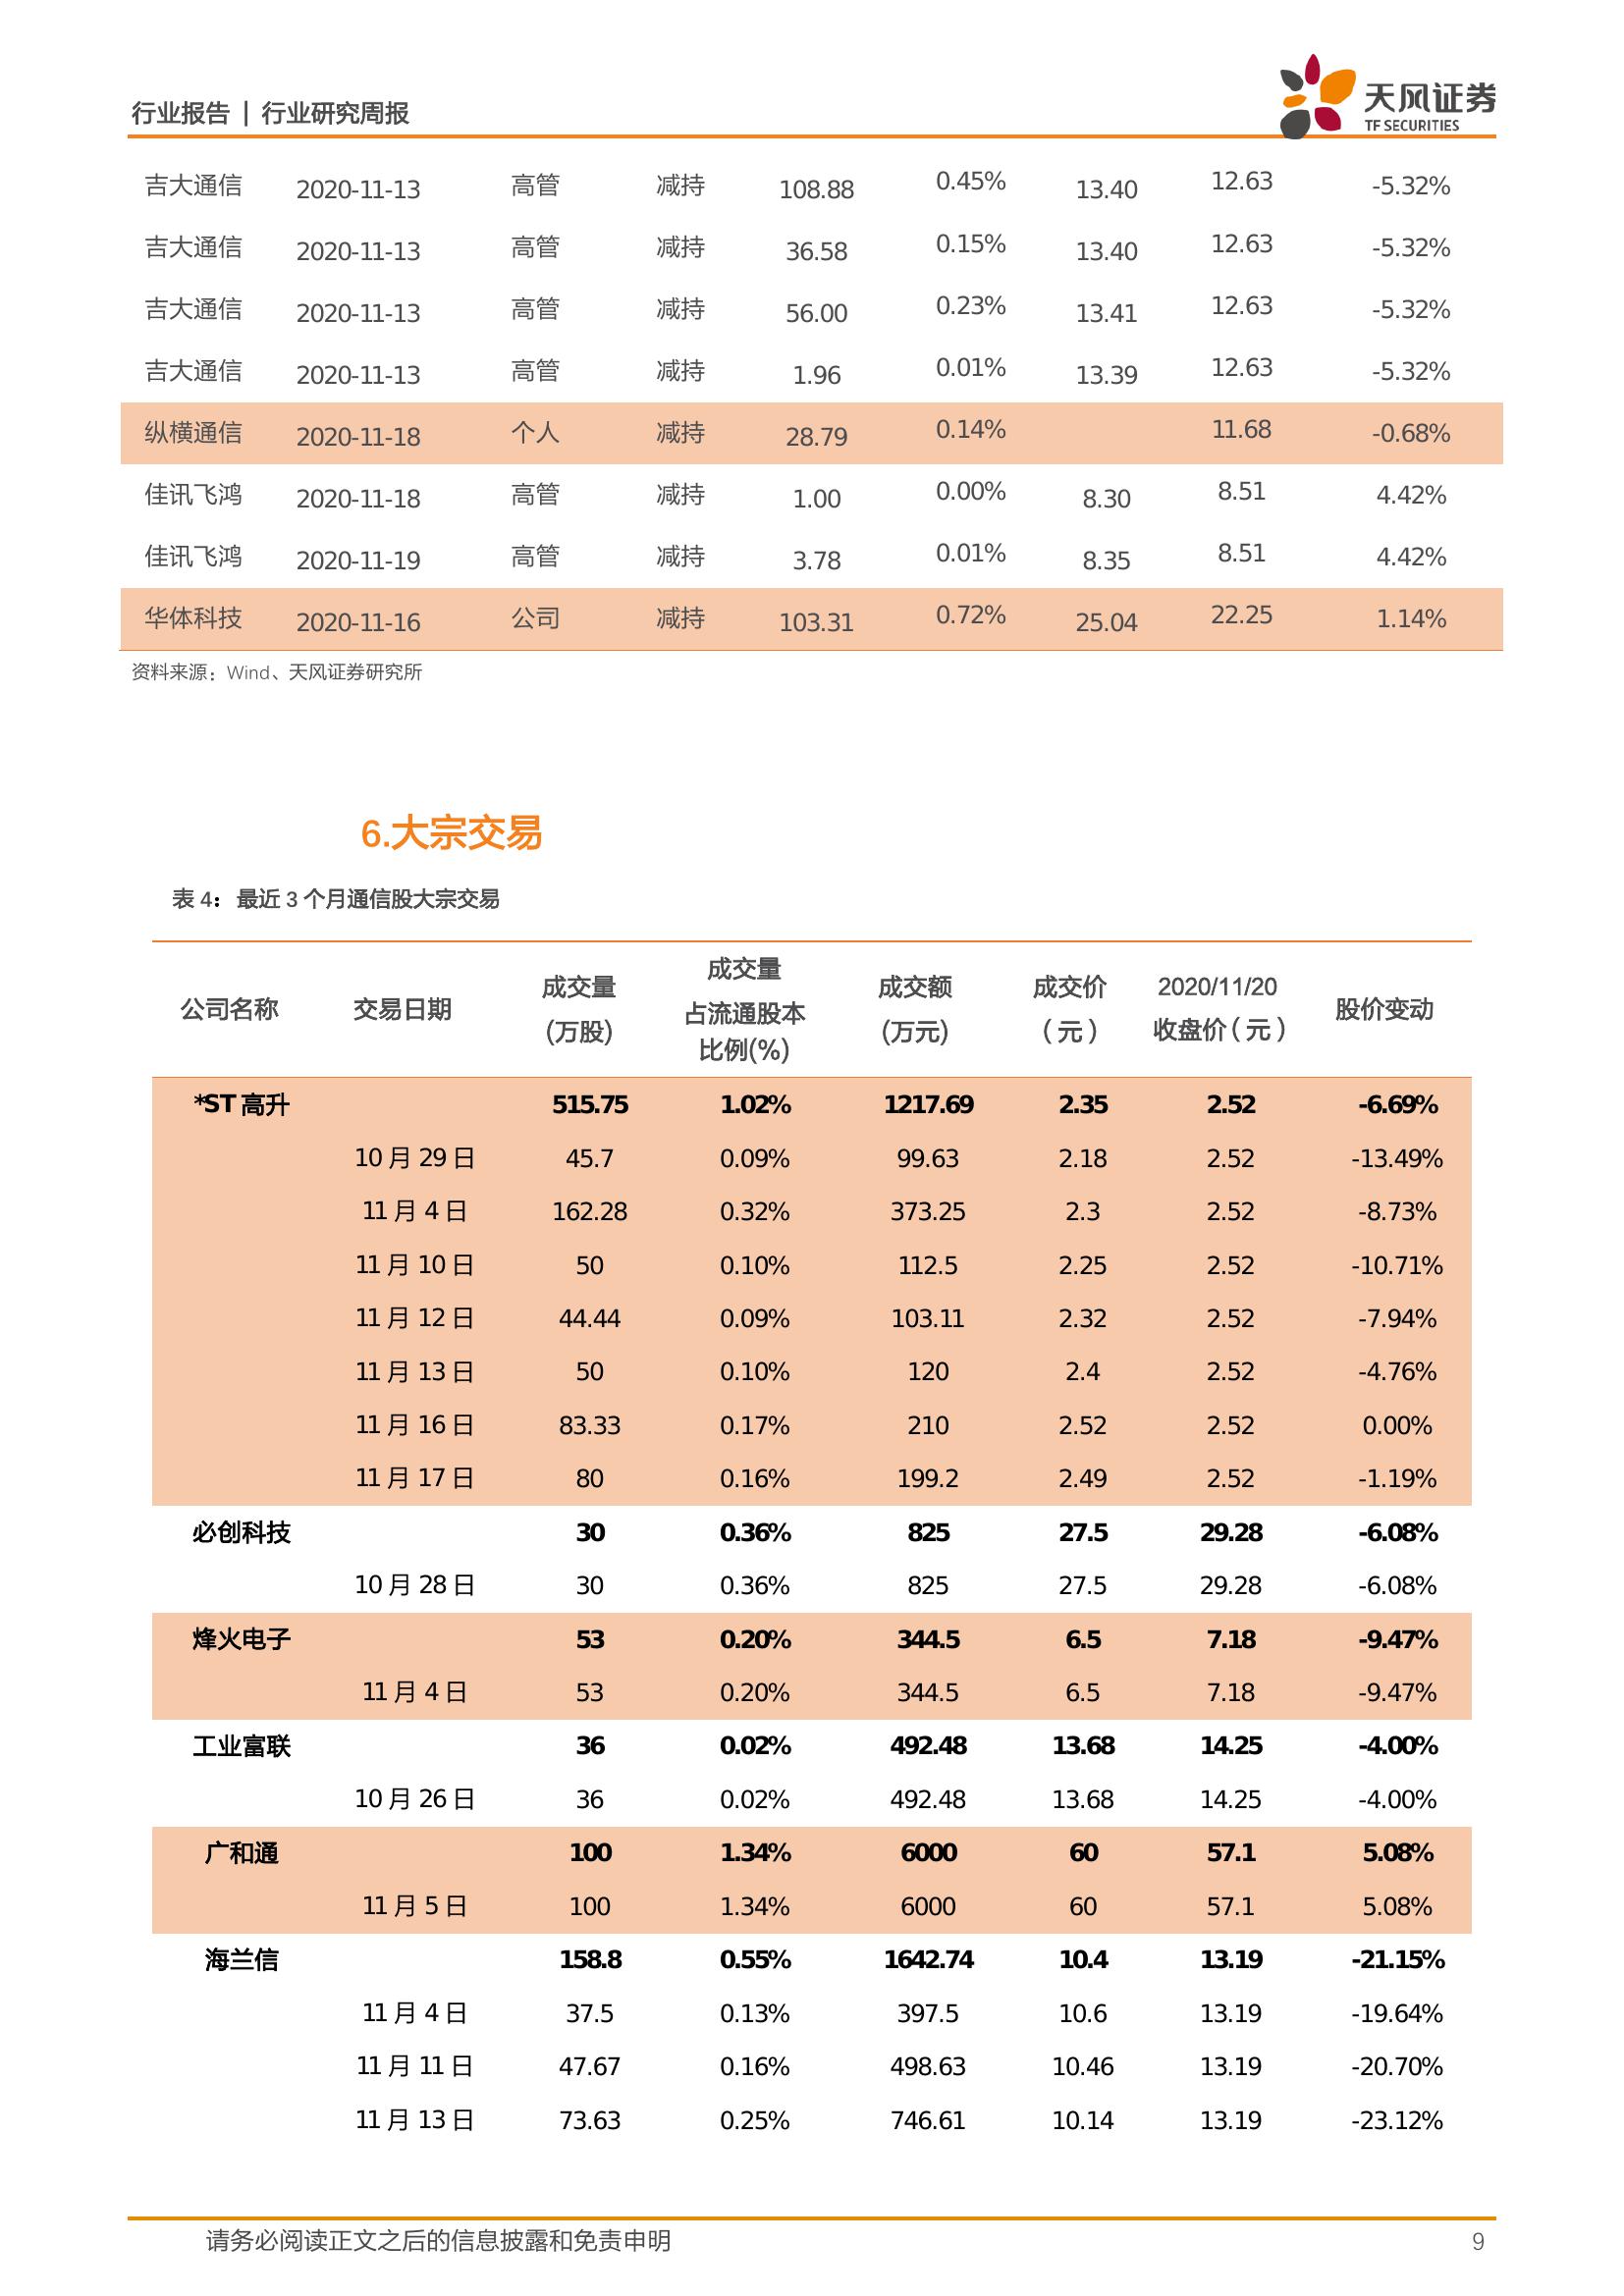 行业报告 | 行业研究周报
天风证券
TF SECURITIES
吉大通信 2020-11-13 高管 减持 108.88 0.45% 13.40 12.63 -5.32%
吉大通信 2020-11-13 高管 减持 36.58 0.15% 13.40 12.63 -5.32%
吉大通信 2020-11-13 高管 减持 56.00 0.23% 13.41 12.63 -5.32%
吉大通信 2020-11-13 高管 减持 1.96 0.01% 13.39 12.63 -5.32%
纵横通信 2020-11-18 个人 减持 28.79 0.14% 11.68 -0.68%
佳讯飞鸿 2020-11-18 高管 减持 1.00 0.00% 8.30 8.51 4.42%
佳讯飞鸿 2020-11-19 高管 减持 3.78 0.01% 8.35 8.51 4.42%
华体科技 2020-11-16 公司 减持 103.31 0.72% 25.04 22.25 1.14%
资料来源：Wind、天风证券研究所
6.大宗交易
表 4：最近 3 个月通信股大宗交易
公司名称 交易日期 成交量(万股) 成交量占流通股本比例(%) 成交额(万元) 成交价（元） 2020/11/20收盘价（元） 股价变动
*ST 高升 515.75 1.02% 1217.69 2.35 2.52 -6.69%
10 月 29 日 45.7 0.09% 99.63 2.18 2.52 -13.49%
11 月 4 日 162.28 0.32% 373.25 2.3 2.52 -8.73%
11 月 10 日 50 0.10% 112.5 2.25 2.52 -10.71%
11 月 12 日 44.44 0.09% 103.11 2.32 2.52 -7.94%
11 月 13 日 50 0.10% 120 2.4 2.52 -4.76%
11 月 16 日 83.33 0.17% 210 2.52 2.52 0.00%
11 月 17 日 80 0.16% 199.2 2.49 2.52 -1.19%
必创科技 30 0.36% 825 27.5 29.28 -6.08%
10 月 28 日 30 0.36% 825 27.5 29.28 -6.08%
烽火电子 53 0.20% 344.5 6.5 7.18 -9.47%
11 月 4 日 53 0.20% 344.5 6.5 7.18 -9.47%
工业富联 36 0.02% 492.48 13.68 14.25 -4.00%
10 月 26 日 36 0.02% 492.48 13.68 14.25 -4.00%
广和通 100 1.34% 6000 60 57.1 5.08%
11 月 5 日 100 1.34% 6000 60 57.1 5.08%
海兰信 158.8 0.55% 1642.74 10.4 13.19 -21.15%
11 月 4 日 37.5 0.13% 397.5 10.6 13.19 -19.64%
11 月 11 日 47.67 0.16% 498.63 10.46 13.19 -20.70%
11 月 13 日 73.63 0.25% 746.61 10.14 13.19 -23.12%
请务必阅读正文之后的信息披露和免责申明 9